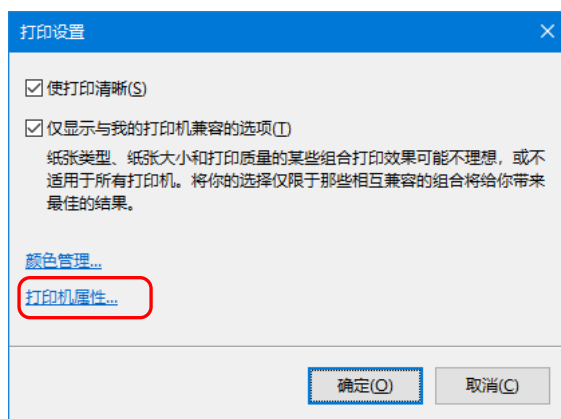 打印设置
使打印清晰(S)
仅显示与我的打印机兼容的选项(T)
纸张类型、纸张大小和打印质量的某些组合打印效果可能不理想，或不
适用于所有打印机。将你的选择仅限于那些相互兼容的组合将给你带来
最佳的结果。
颜色管理...
打印机属性...
确定(O)
取消(C)